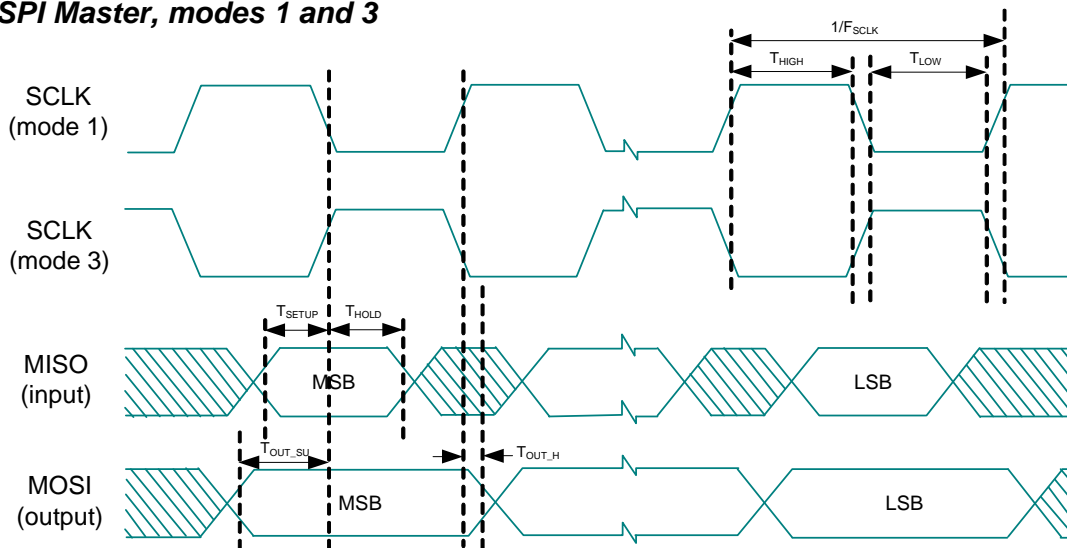 SPI Master, modes 1 and 3
1/FSCLK
THIGH
TLOW
SCLK
(mode 1)
SCLK
(mode 3)
TSETUP
THOLD
MISO
(input)
MSB
LSB
TOUT_SU
TOUT_H
MOSI
(output)
MSB
LSB